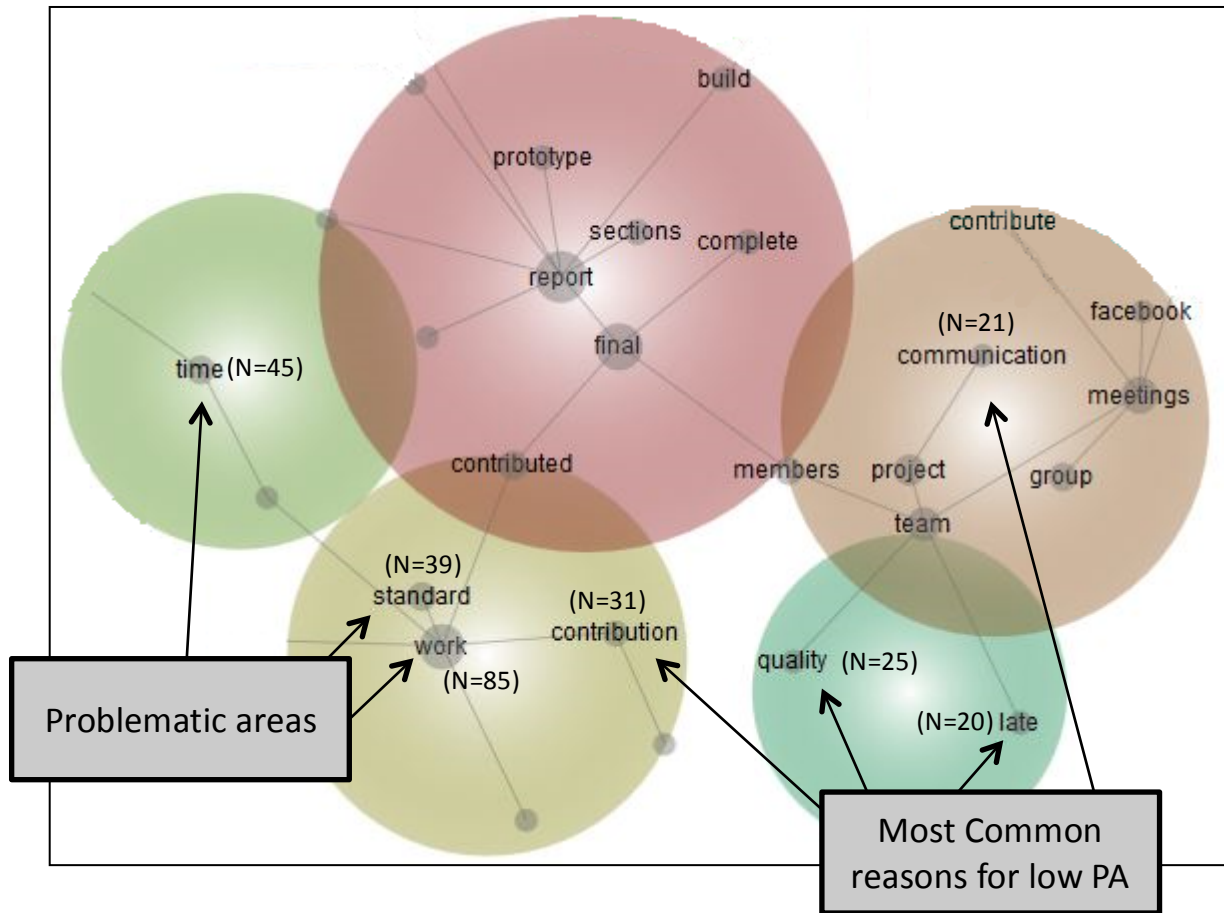 build
prototype
sections
complete
contribute
report
facebook
final
(N=21)
communication
time (N=45)
meetings
contributed
members
project
group
team
(N=39)
standard
(N=31)
contribution
work
(N=85)
quality (N=25)
(N=20) late
Problematic areas
Most Common
reasons for low PA